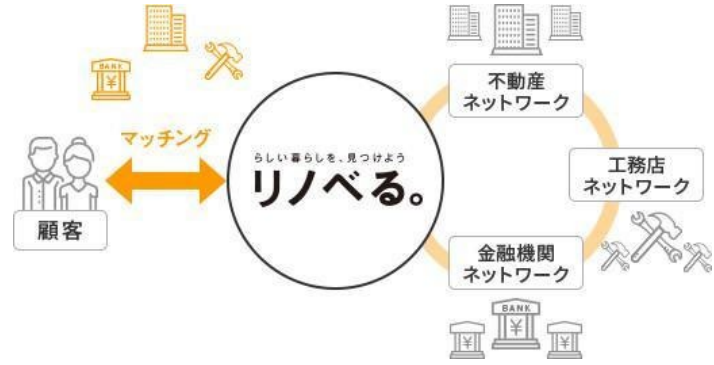 BANK
¥
マッチング
顧客
らしい暮らしを、見つけよう
リノベる。
不動産
ネットワーク
工務店
ネットワーク
金融機関
ネットワーク
BANK
¥
¥
¥